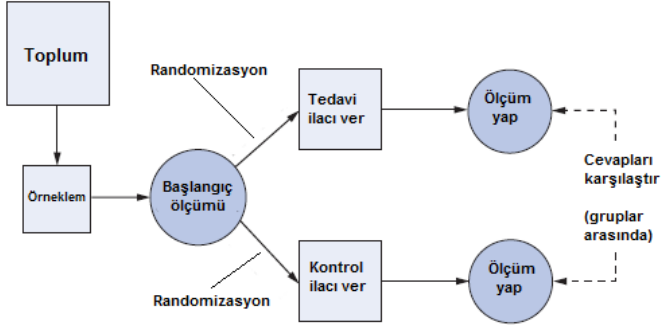 Toplum
Örneklem
Başlangıç
ölçümü
Randomizasyon
Randomizasyon
Tedavi
ilacı ver
Kontrol
ilacı ver
Ölçüm
yap
Ölçüm
yap
Cevapları
karşılaştır
(gruplar
arasında)